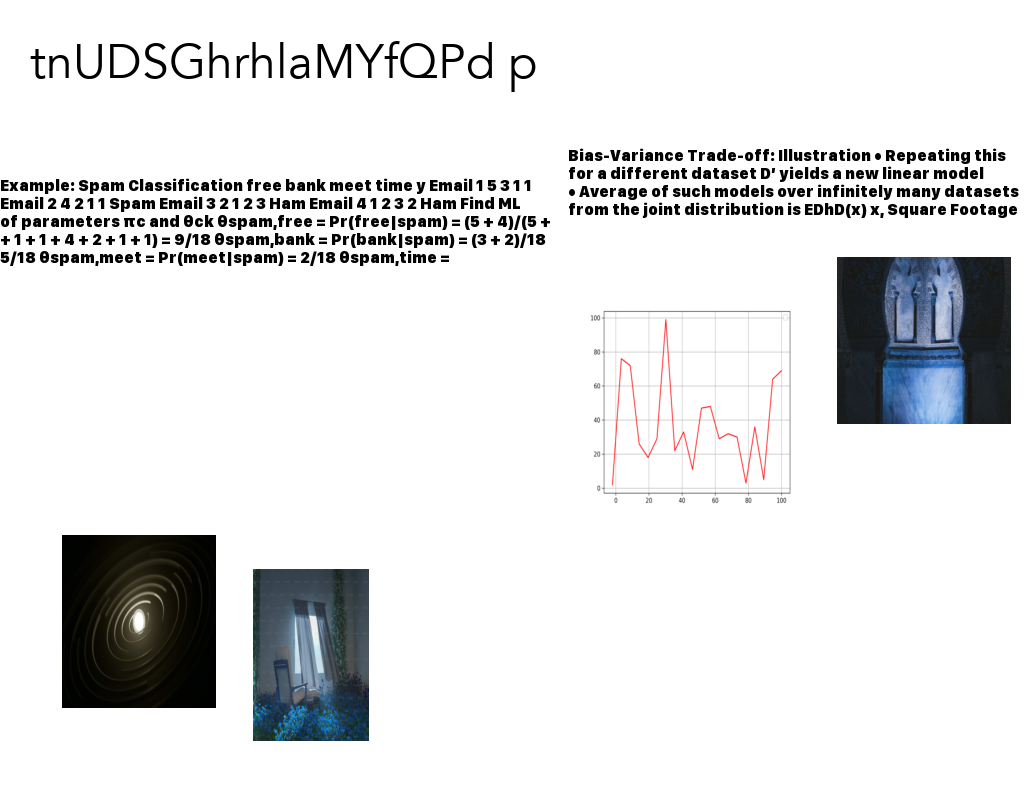 tnUDSGhrhlaMYfQPd p
Example: Spam Classification free bank meet time y Email 1 5 3 1 1
Email 2 4 2 1 1 Spam Email 3 2 1 2 3 Ham Email 4 1 2 3 2 Ham Find ML
of parameters πc and θck θspam,free = Pr(free|spam) = (5 + 4)/(5 +
+ 1 + 1 + 4 + 2 + 1 + 1) = 9/18 θspam,bank = Pr(bank|spam) = (3 + 2)/18
5/18 θspam,meet = Pr(meet|spam) = 2/18 θspam,time =
Bias-Variance Trade-off: Illustration • Repeating this
for a different dataset D′ yields a new linear model
• Average of such models over infinitely many datasets
from the joint distribution is EDhD(x) x, Square Footage
100
80
60
40
20
0
0 20 40 60 80 100